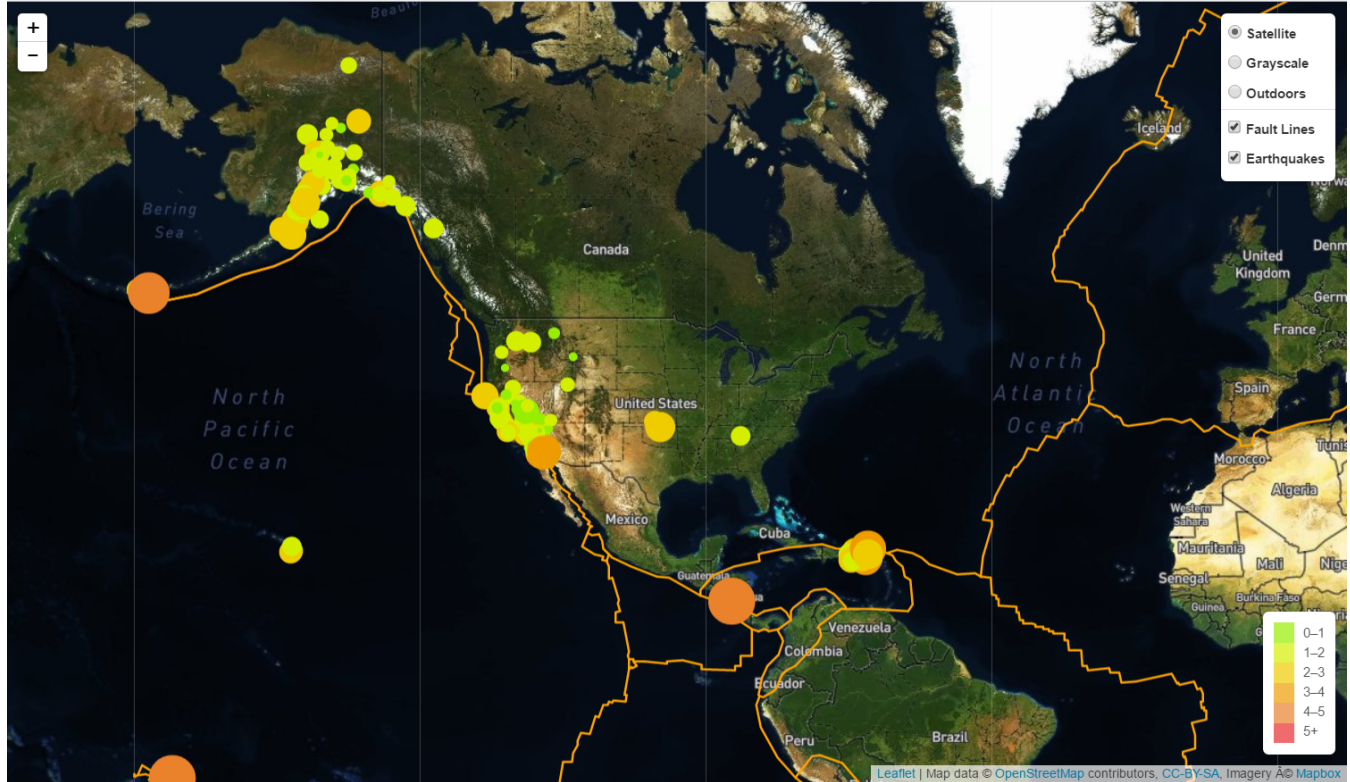 +
−
Satellite
Grayscale
Outdoors
Fault Lines
Earthquakes
Iceland
Bering
Sea
Canada
United
Kingdom
France
North
Atlantic
Ocean
Spain
United States
North
Pacific
Ocean
Morocco
Algeria
Western
Sahara
Mexico
Cuba
Mauritania
Mali
Guatemala
Senegal
Burkina Faso
Guinea
Venezuela
Colombia
Ecuador
Peru
Brazil
0–1
1–2
2–3
3–4
4–5
5+
Leaflet | Map data © OpenStreetMap contributors, CC-BY-SA, Imagery Â© Mapbox